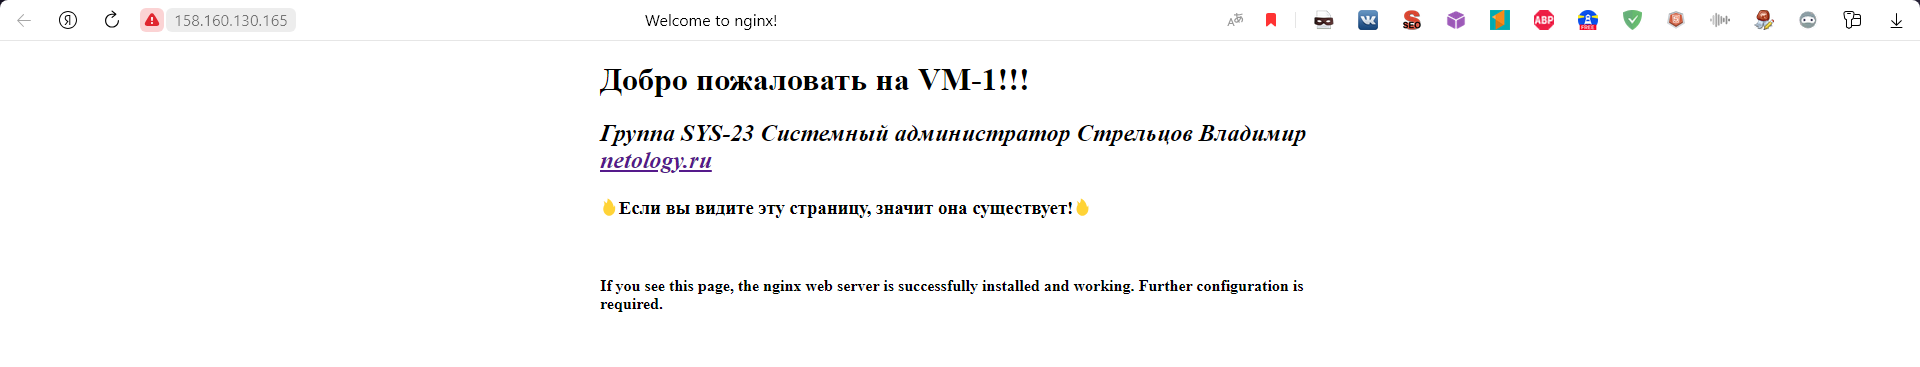 158.160.130.165
Welcome to nginx!
Добро пожаловать на VM-1!!!
Группа SYS-23 Системный администратор Стрельцов Владимир
netology.ru
Если вы видите эту страницу, значит она существует!
If you see this page, the nginx web server is successfully installed and working. Further configuration is
required.
SEO
ABP
FREE